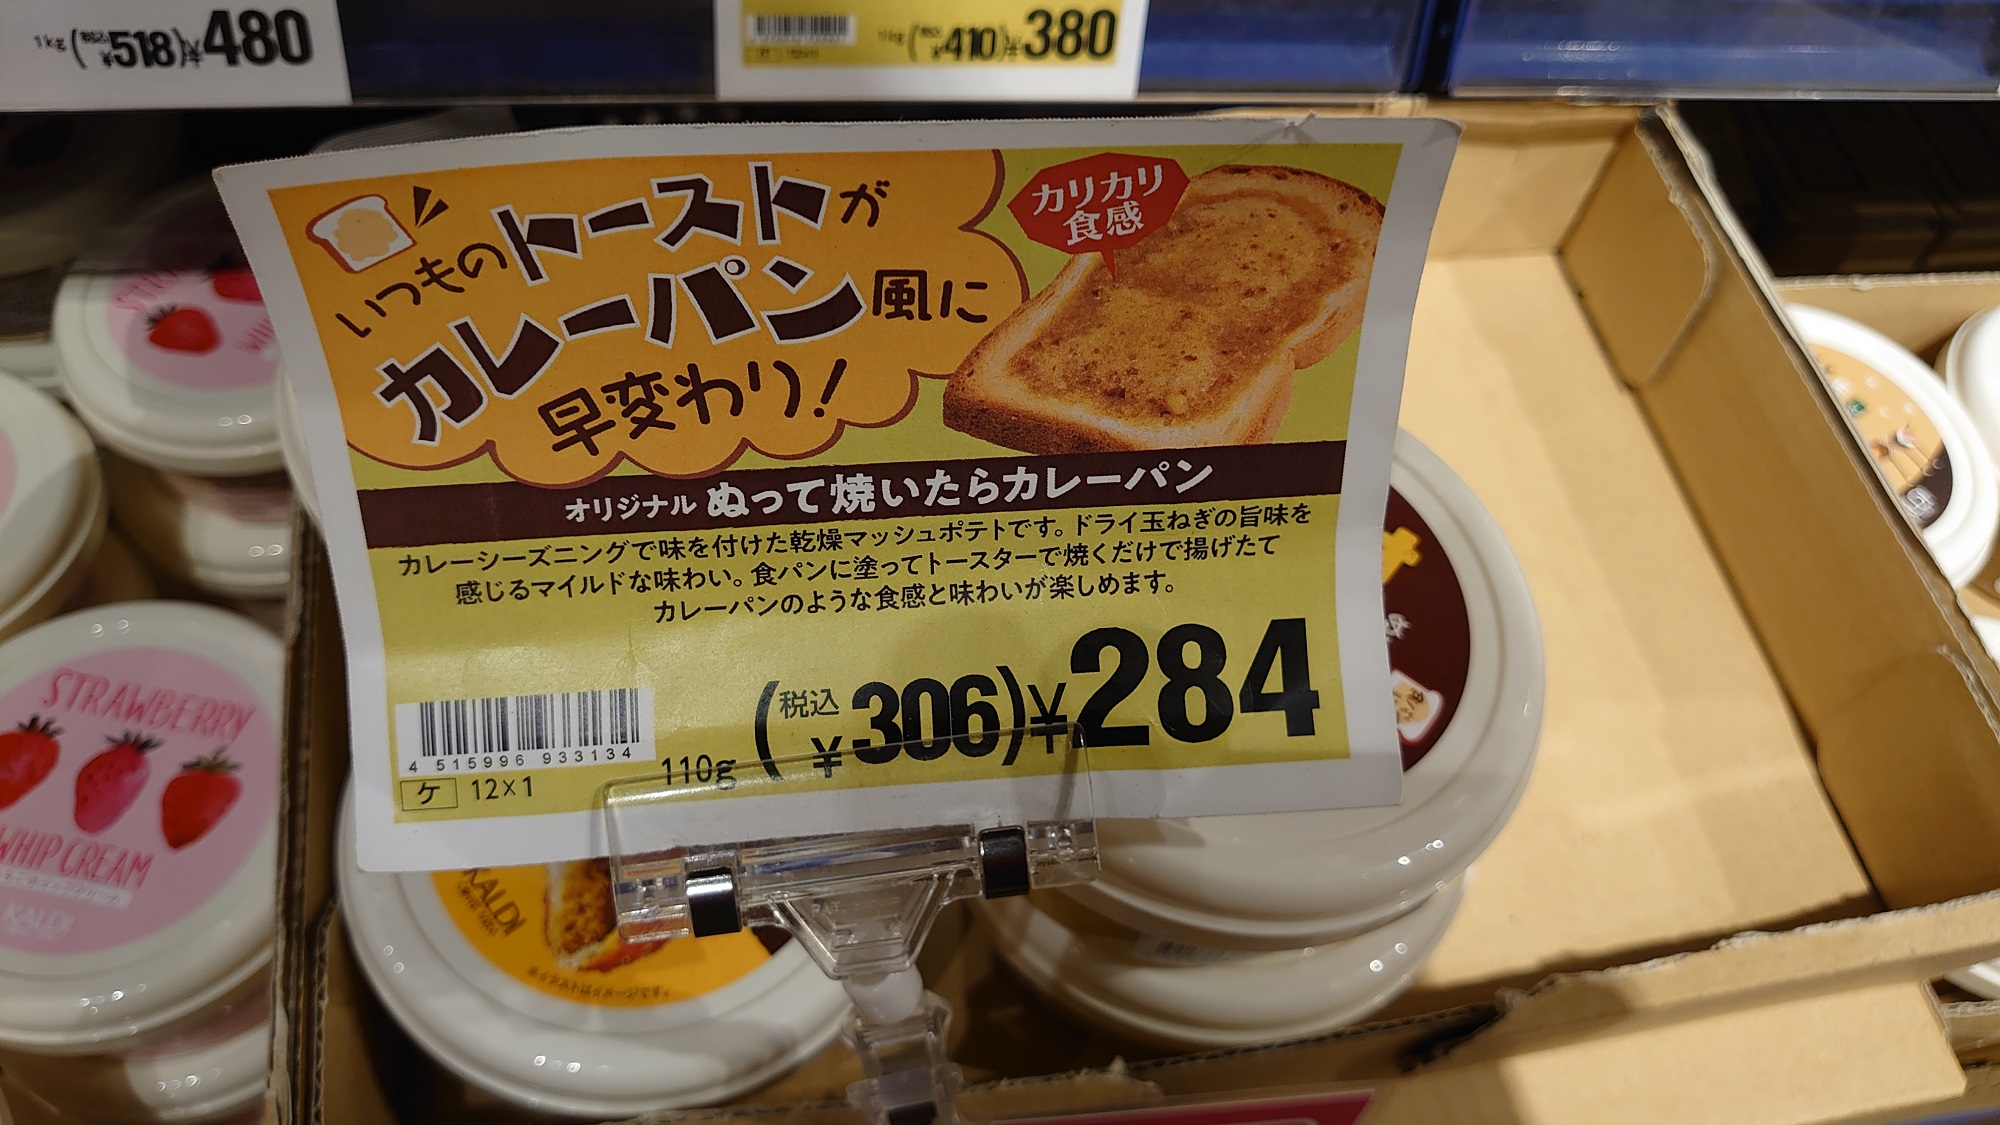 1kg (税込¥518) ¥480
1kg (税込¥410) ¥380
いつものトーストが
カレーパン風に
早変わり!
カリカリ
食感
オリジナル ぬって焼いたらカレーパン
カレーシーズニングで味を付けた乾燥マッシュポテトです。ドライ玉ねぎの旨味を
感じるマイルドな味わい。食パンに塗ってトースターで焼くだけで揚げたて
カレーパンのような食感と味わいが楽しめます。
4 515996 933134
ケ 12×1
110g (税込¥306) ¥284
STRAWBERRY
WHIP CREAM
KALDI
KALDI